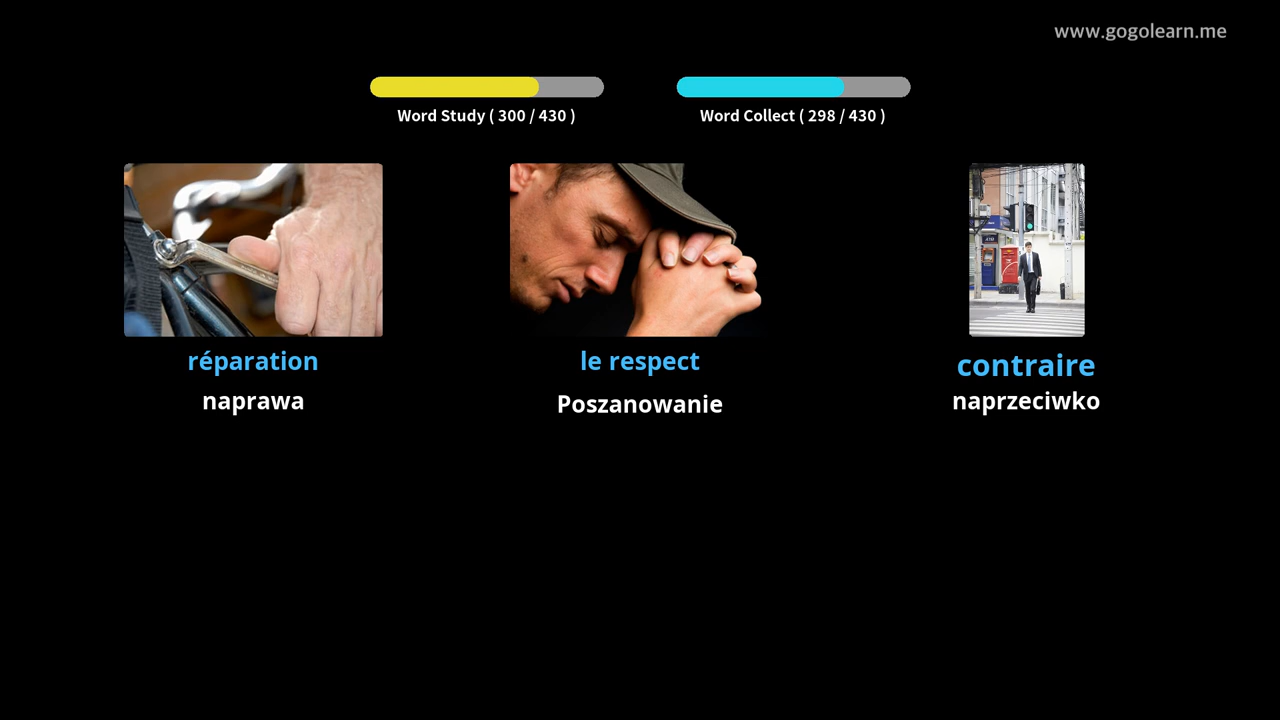 www.gogolearn.me
Word Study ( 300 / 430 )
Word Collect ( 298 / 430 )
réparation
le respect
contraire
naprawa
Poszanowanie
naprzeciwko